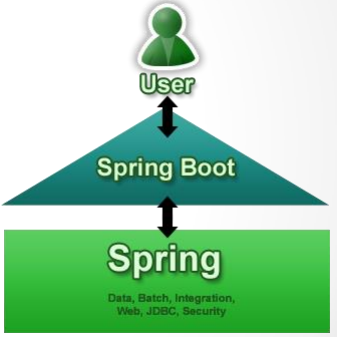 User
Spring Boot
Spring
Data, Batch, Integration,
Web, JDBC, Security